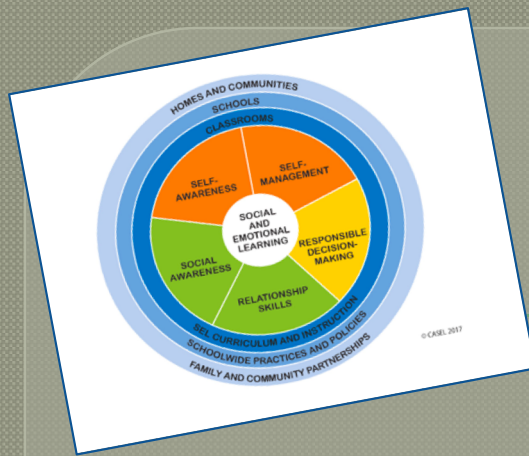 HOMES AND COMMUNITIES
SCHOOLS
CLASSROOMS
SELF-
AWARENESS
SELF-
MANAGEMENT
SOCIAL
AND
EMOTIONAL
LEARNING
RESPONSIBLE
DECISION-
MAKING
SOCIAL
AWARENESS
RELATIONSHIP
SKILLS
SEL CURRICULUM AND INSTRUCTION
SCHOOLWIDE PRACTICES AND POLICIES
FAMILY AND COMMUNITY PARTNERSHIPS
© CASEL 2017